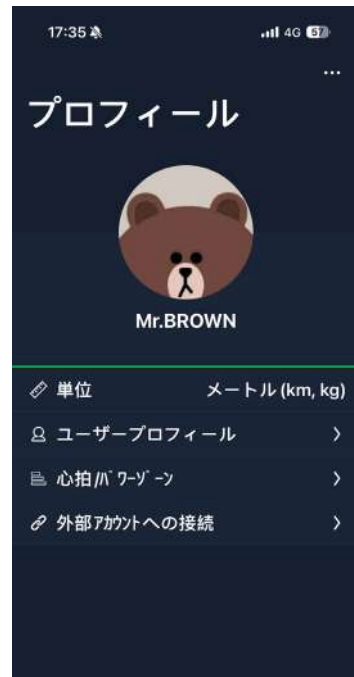 17:35 4G 57
...
プロフィール
Mr.BROWN
単位 メートル (km, kg)
ユーザープロフィール
心拍/ﾊﾟﾜｰｿﾞｰﾝ
外部ｱｶｳﾝﾄへの接続